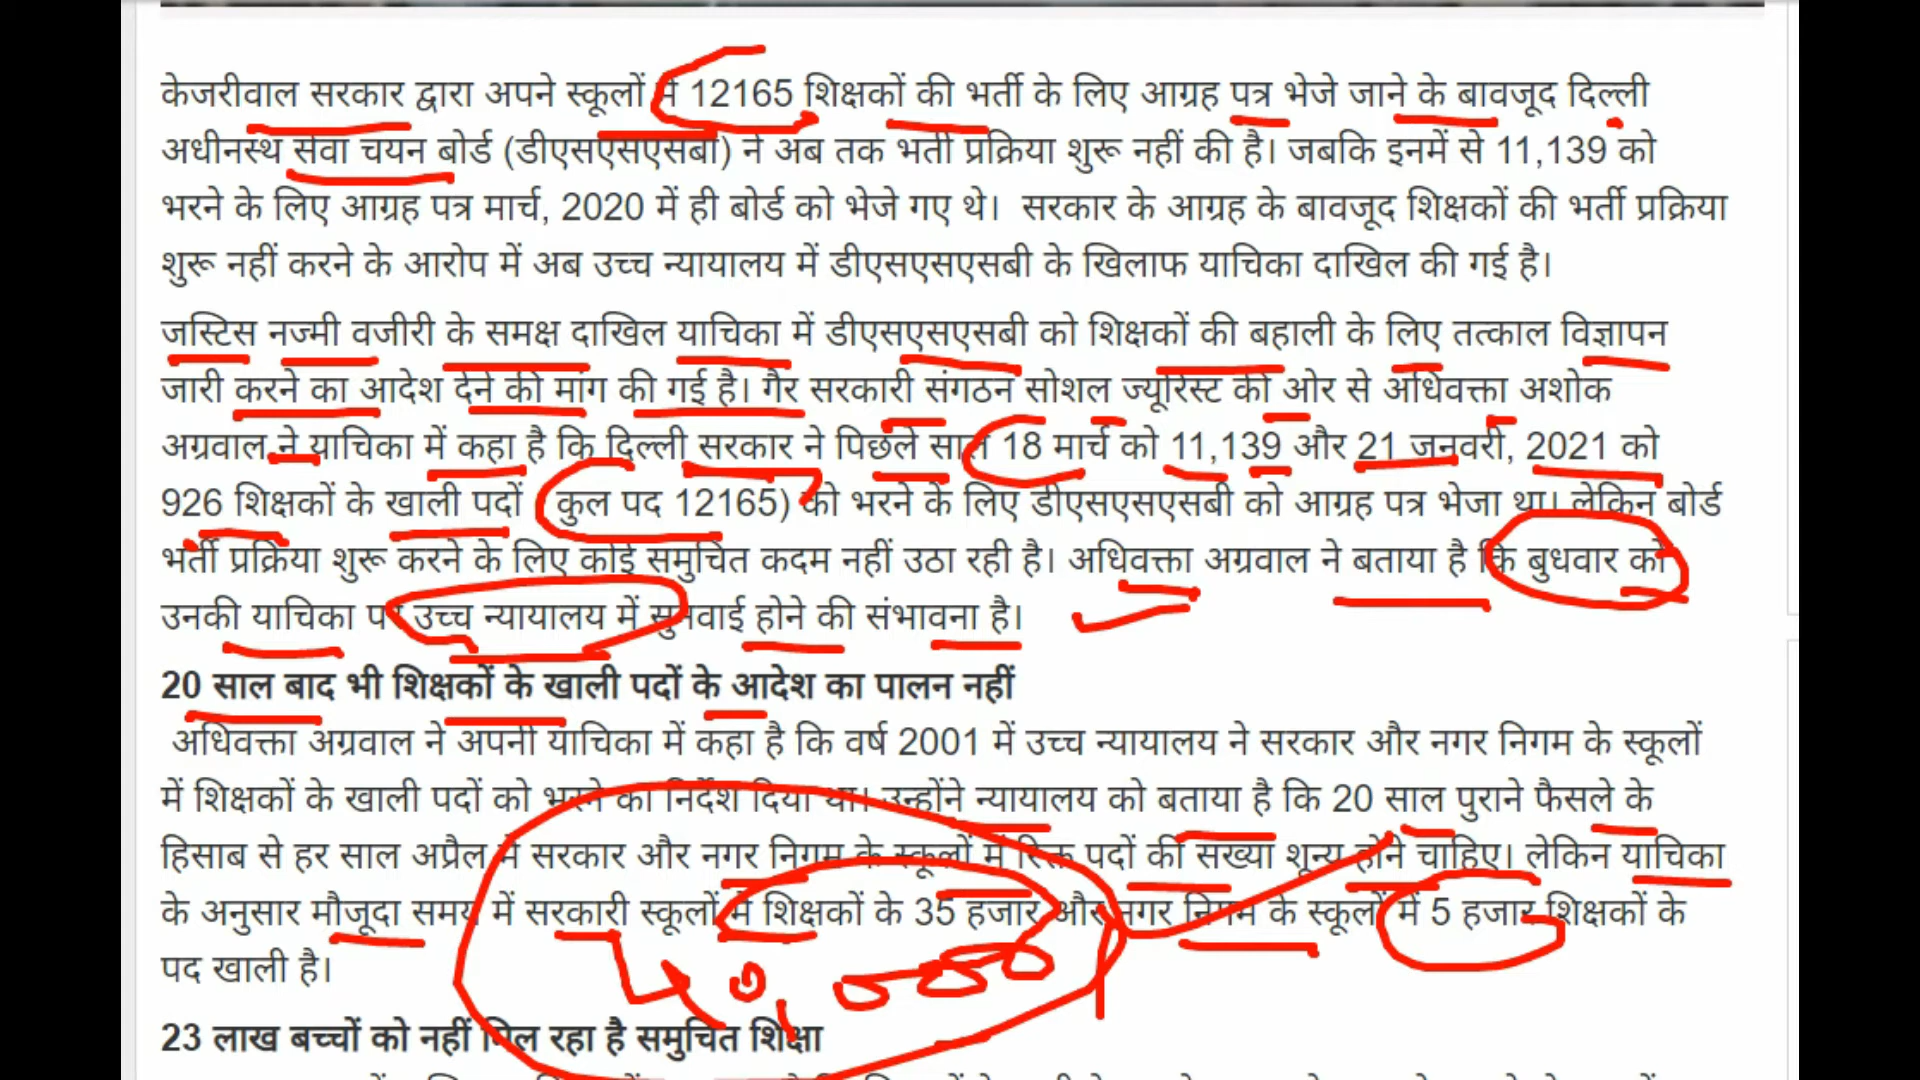 केजरीवाल सरकार द्वारा अपने स्कूलों में 12165 शिक्षकों की भर्ती के लिए आग्रह पत्र भेजे जाने के बावजूद दिल्ली
अधीनस्थ सेवा चयन बोर्ड (डीएसएसएसबी) ने अब तक भर्ती प्रक्रिया शुरू नहीं की है। जबकि इनमें से 11,139 को
भरने के लिए आग्रह पत्र मार्च, 2020 में ही बोर्ड को भेजे गए थे। सरकार के आग्रह के बावजूद शिक्षकों की भर्ती प्रक्रिया
शुरू नहीं करने के आरोप में अब उच्च न्यायालय में डीएसएसएसबी के खिलाफ याचिका दाखिल की गई है।
जस्टिस नज्मी वजीरी के समक्ष दाखिल याचिका में डीएसएसएसबी को शिक्षकों की बहाली के लिए तत्काल विज्ञापन
जारी करने का आदेश देने की मांग की गई है। गैर सरकारी संगठन सोशल ज्यूरिस्ट की ओर से अधिवक्ता अशोक
अग्रवाल ने याचिका में कहा है कि दिल्ली सरकार ने पिछले साल 18 मार्च को 11,139 और 21 जनवरी, 2021 को
926 शिक्षकों के खाली पदों कुल पद 12165) को भरने के लिए डीएसएसएसबी को आग्रह पत्र भेजा था। लेकिन बोर्ड
भर्ती प्रक्रिया शुरू करने के लिए कोई समुचित कदम नहीं उठा रही है। अधिवक्ता अग्रवाल ने बताया है कि बुधवार को
उनकी याचिका पर उच्च न्यायालय में सुनवाई होने की संभावना है।
20 साल बाद भी शिक्षकों के खाली पदों के आदेश का पालन नहीं
अधिवक्ता अग्रवाल ने अपनी याचिका में कहा है कि वर्ष 2001 में उच्च न्यायालय ने सरकार और नगर निगम के स्कूलों
में शिक्षकों के खाली पदों को भरने का निर्देश दिया था। उन्होंने न्यायालय को बताया है कि 20 साल पुराने फैसले के
हिसाब से हर साल अप्रैल में सरकार और नगर निगम के स्कूलों में रिक्त पदों की संख्या शून्य होने चाहिए। लेकिन याचिका
के अनुसार मौजूदा समय में सरकारी स्कूलों में शिक्षकों के 35 हजार और नगर निगम के स्कूलों में 5 हजार शिक्षकों के
पद खाली है।
23 लाख बच्चों को नहीं मिल रहा है समुचित शिक्षा